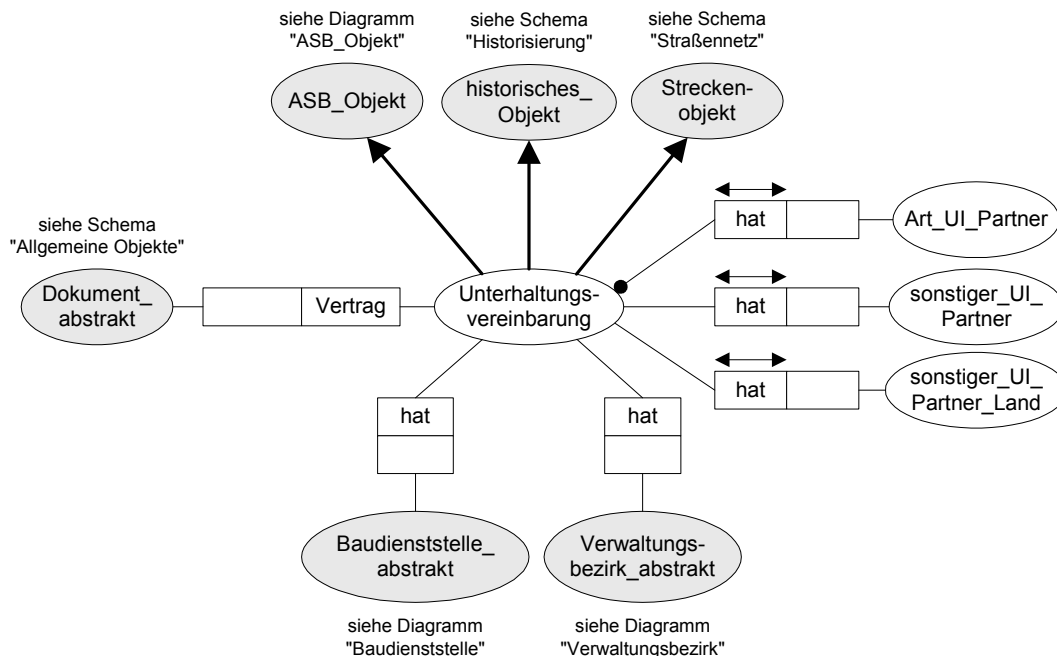 siehe Diagramm
"ASB_Objekt"
siehe Schema
"Historisierung"
siehe Schema
"Straßennetz"
ASB_Objekt
historisches_
Objekt
Strecken-
objekt
siehe Schema
"Allgemeine Objekte"
Dokument_
abstrakt
Vertrag
Unterhaltungs-
vereinbarung
hat
Art_UI_Partner
hat
sonstiger_UI_
Partner
hat
sonstiger_UI_
Partner_Land
hat
hat
Baudienststelle_
abstrakt
Verwaltungs-
bezirk_abstrakt
siehe Diagramm
"Baudienststelle"
siehe Diagramm
"Verwaltungsbezirk"